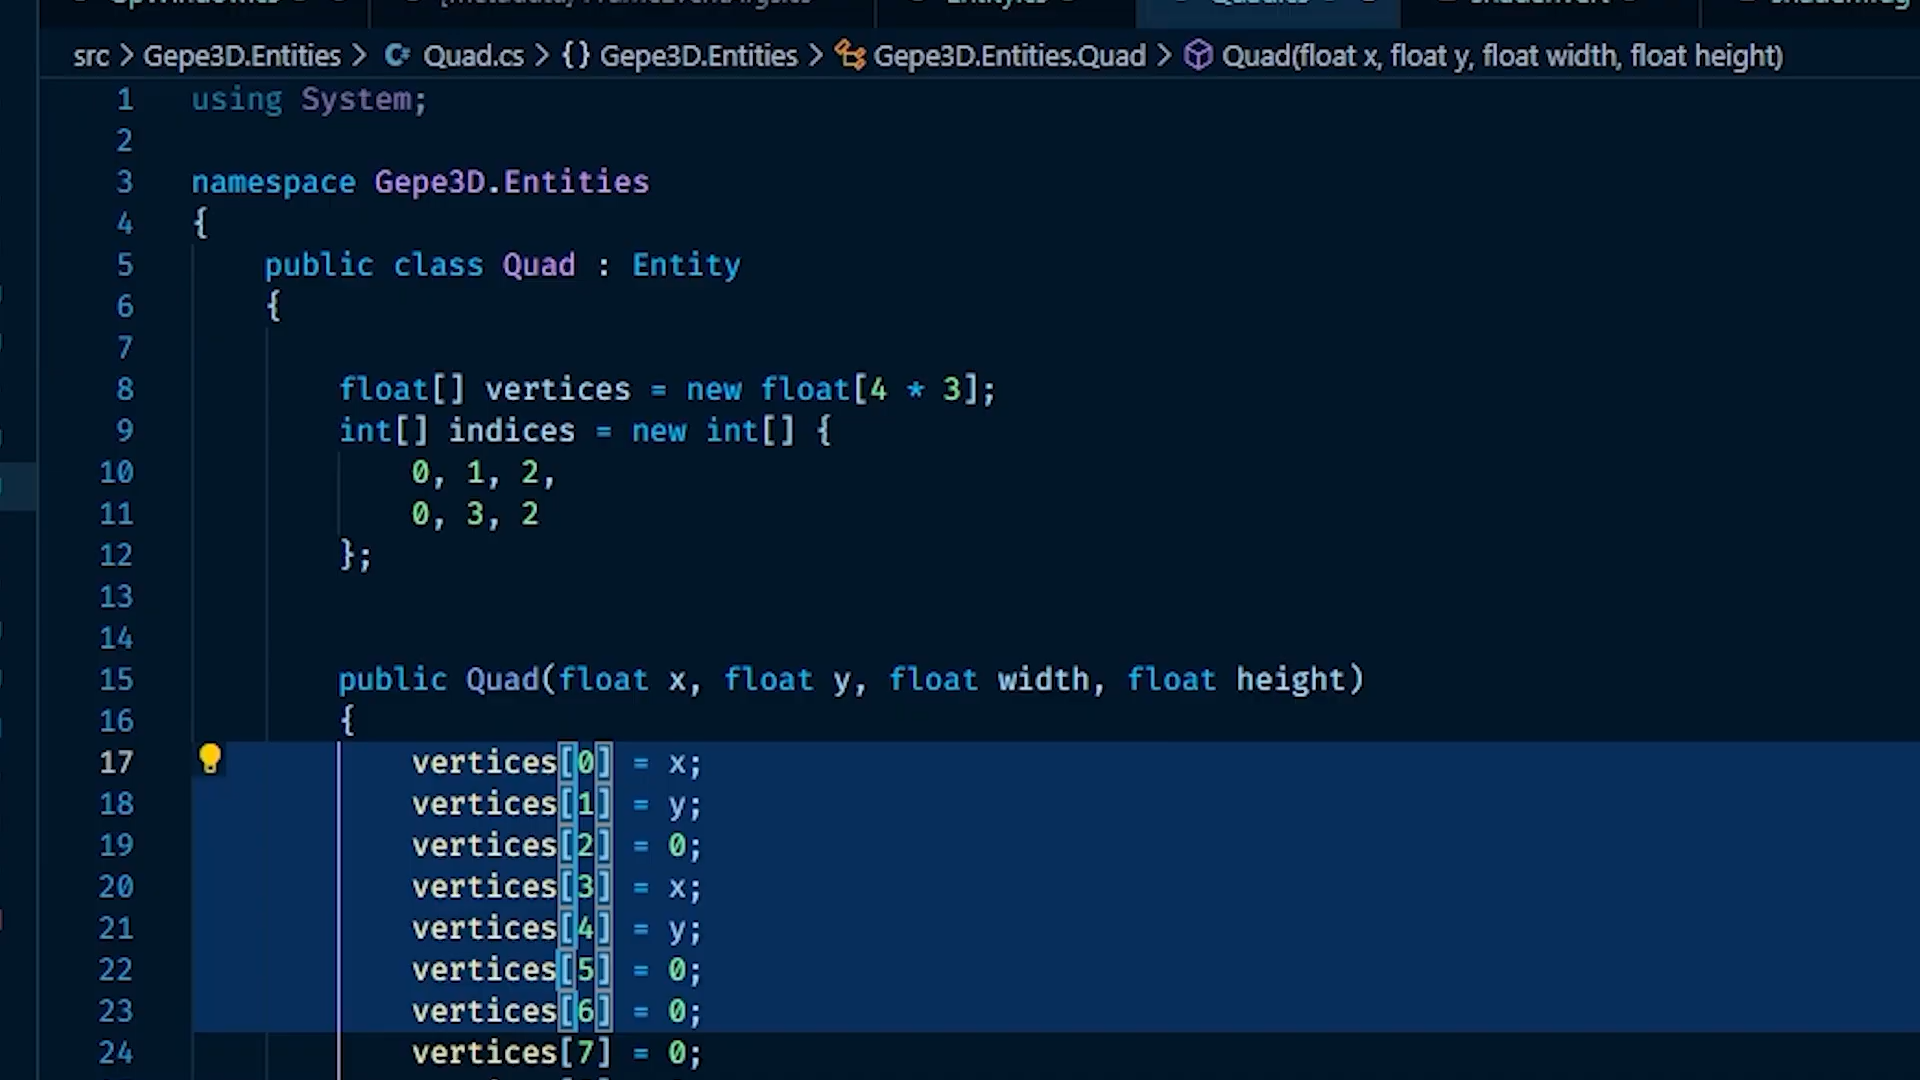 src > Gepe3D.Entities > Quad.cs > {} Gepe3D.Entities > Gepe3D.Entities.Quad > Quad(float x, float y, float width, float height)
1 using System;
2
3 namespace Gepe3D.Entities
4 {
5 public class Quad : Entity
6 {
7
8 float[] vertices = new float[4 * 3];
9 int[] indices = new int[] {
10 0, 1, 2,
11 0, 3, 2
12 };
13
14
15 public Quad(float x, float y, float width, float height)
16 {
17 vertices[0] = x;
18 vertices[1] = y;
19 vertices[2] = 0;
20 vertices[3] = x;
21 vertices[4] = y;
22 vertices[5] = 0;
23 vertices[6] = 0;
24 vertices[7] = 0;